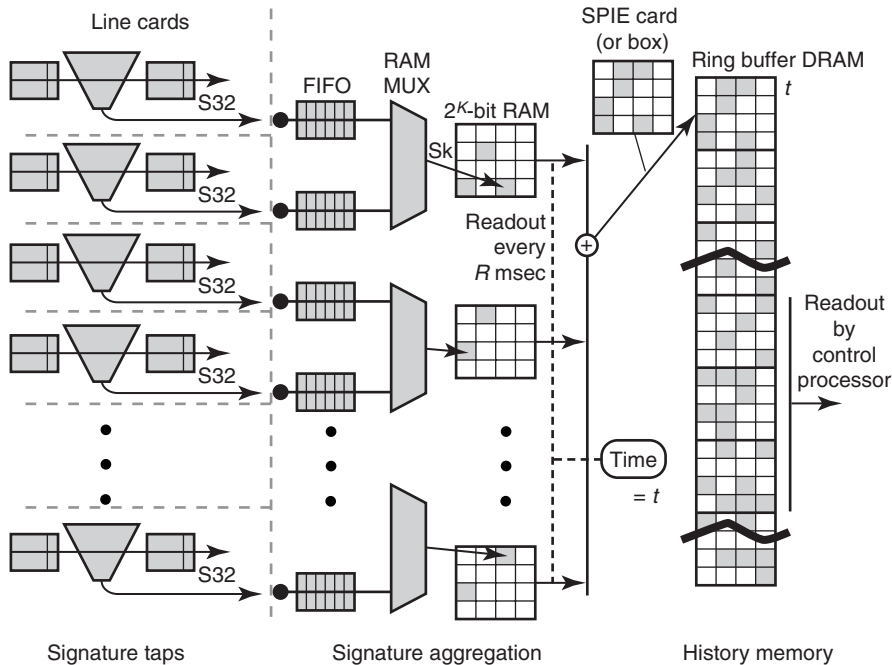 Line cards
SPIE card
(or box)
Ring buffer DRAM
t
FIFO
RAM
MUX
2K-bit RAM
Sk
S32
S32
S32
S32
S32
Readout
every
R msec
+
Time
= t
Readout
by
control
processor
Signature taps
Signature aggregation
History memory